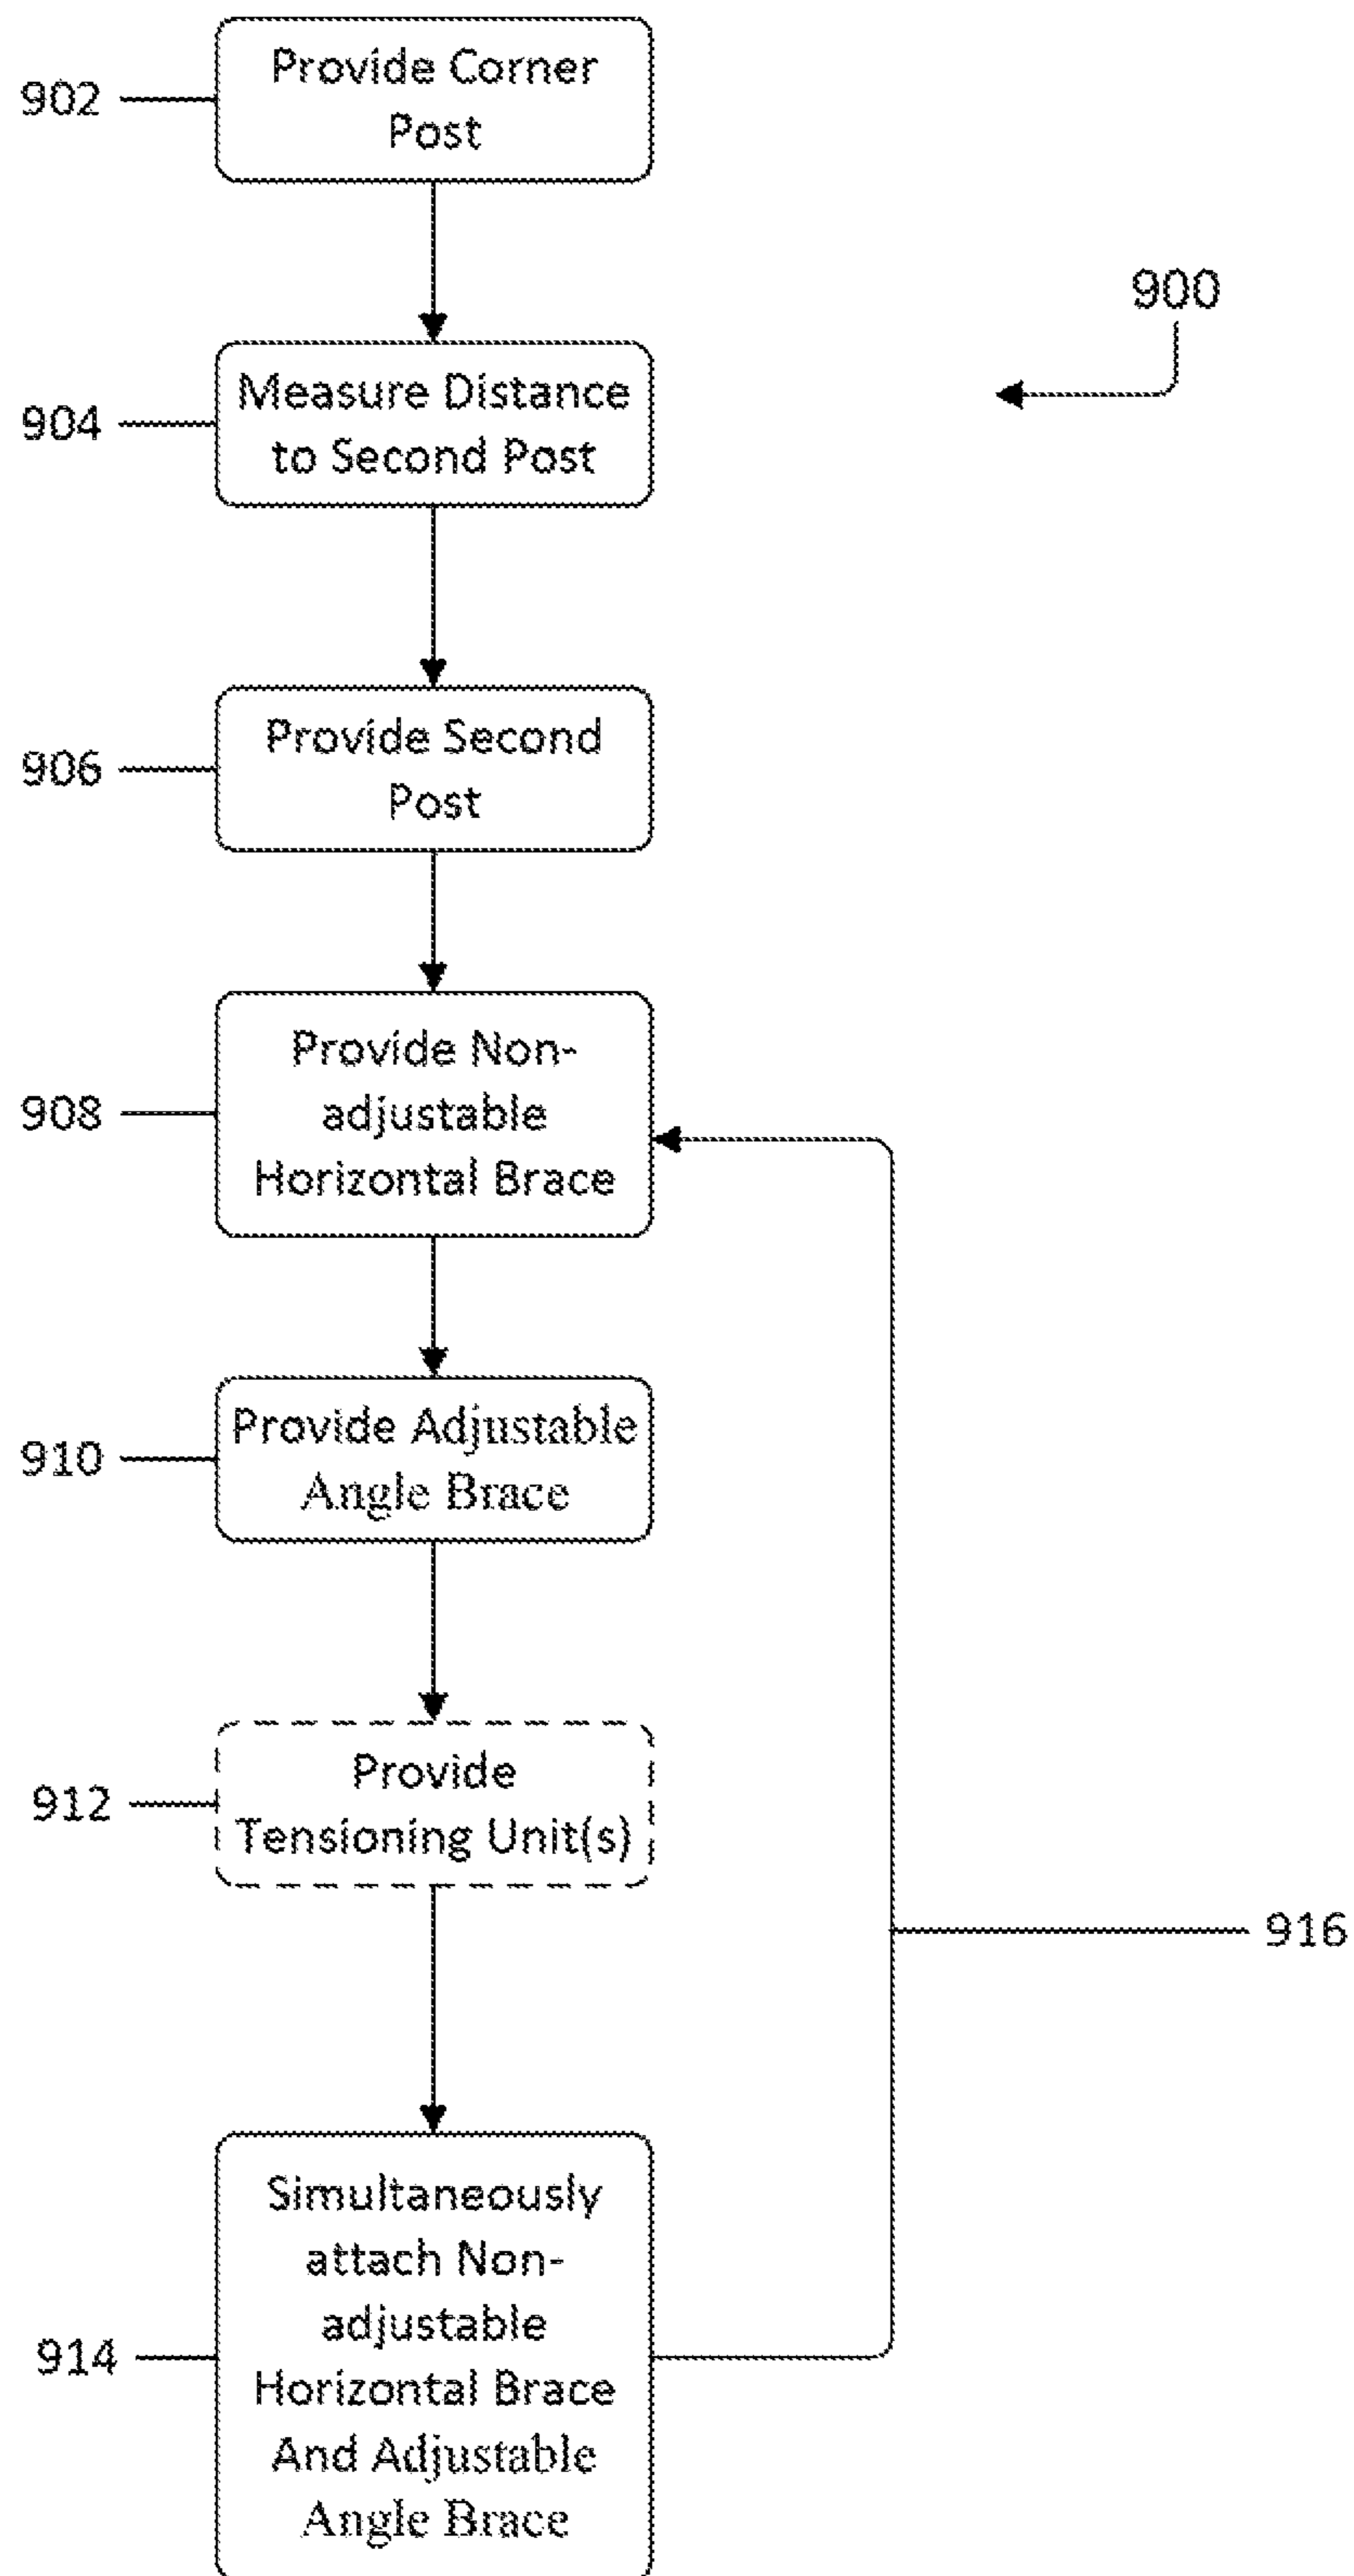 902
Provide Corner
Post
900
904
Measure Distance
to Second Post
906
Provide Second
Post
908
Provide Non-
adjustable
Horizontal Brace
910
Provide Adjustable
Angle Brace
912
Provide
Tensioning Unit(s)
916
914
Simultaneously
attach Non-
adjustable
Horizontal Brace
And Adjustable
Angle Brace